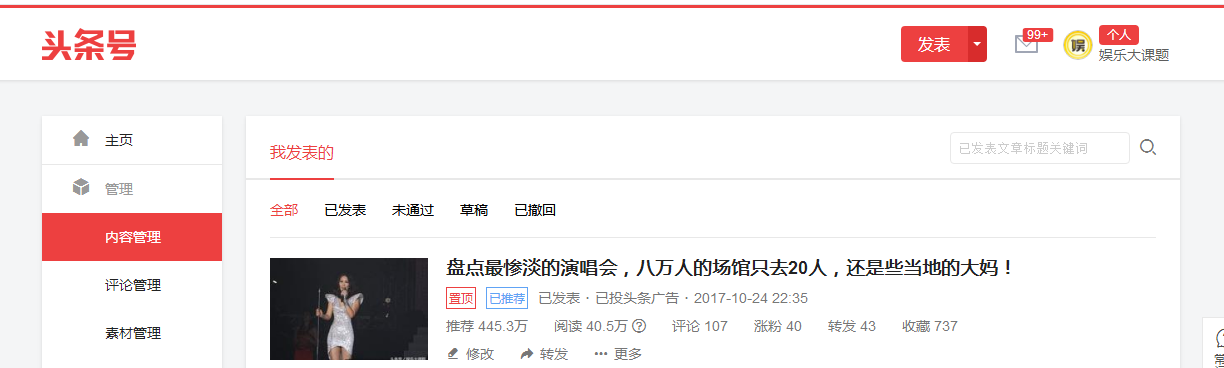 头条号
发表
99+
个人
娱
娱乐大课题
主页
管理
内容管理
评论管理
素材管理
我发表的
已发表文章标题关键词
全部 已发表 未通过 草稿 已撤回
盘点最惨淡的演唱会，八万人的场馆只去20人，还是些当地的大妈！
置顶 已推荐 已发表 · 已投头条广告 · 2017-10-24 22:35
推荐 445.3万 阅读 40.5万 ? 评论 107 涨粉 40 转发 43 收藏 737
修改 转发 更多
常